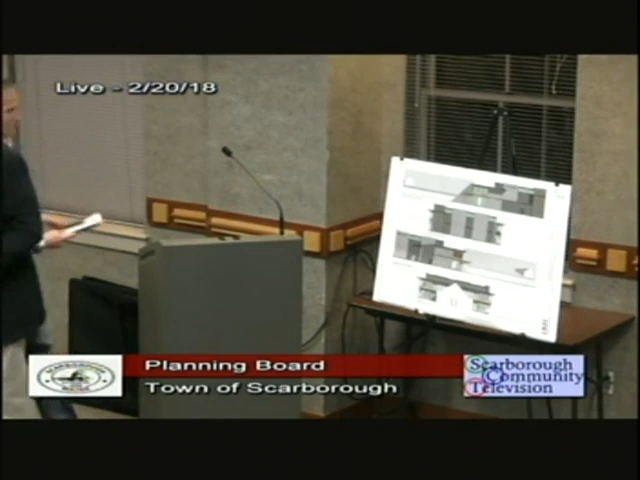 Live - 2/20/18
Planning Board
Town of Scarborough
Scarborough
Community
Television